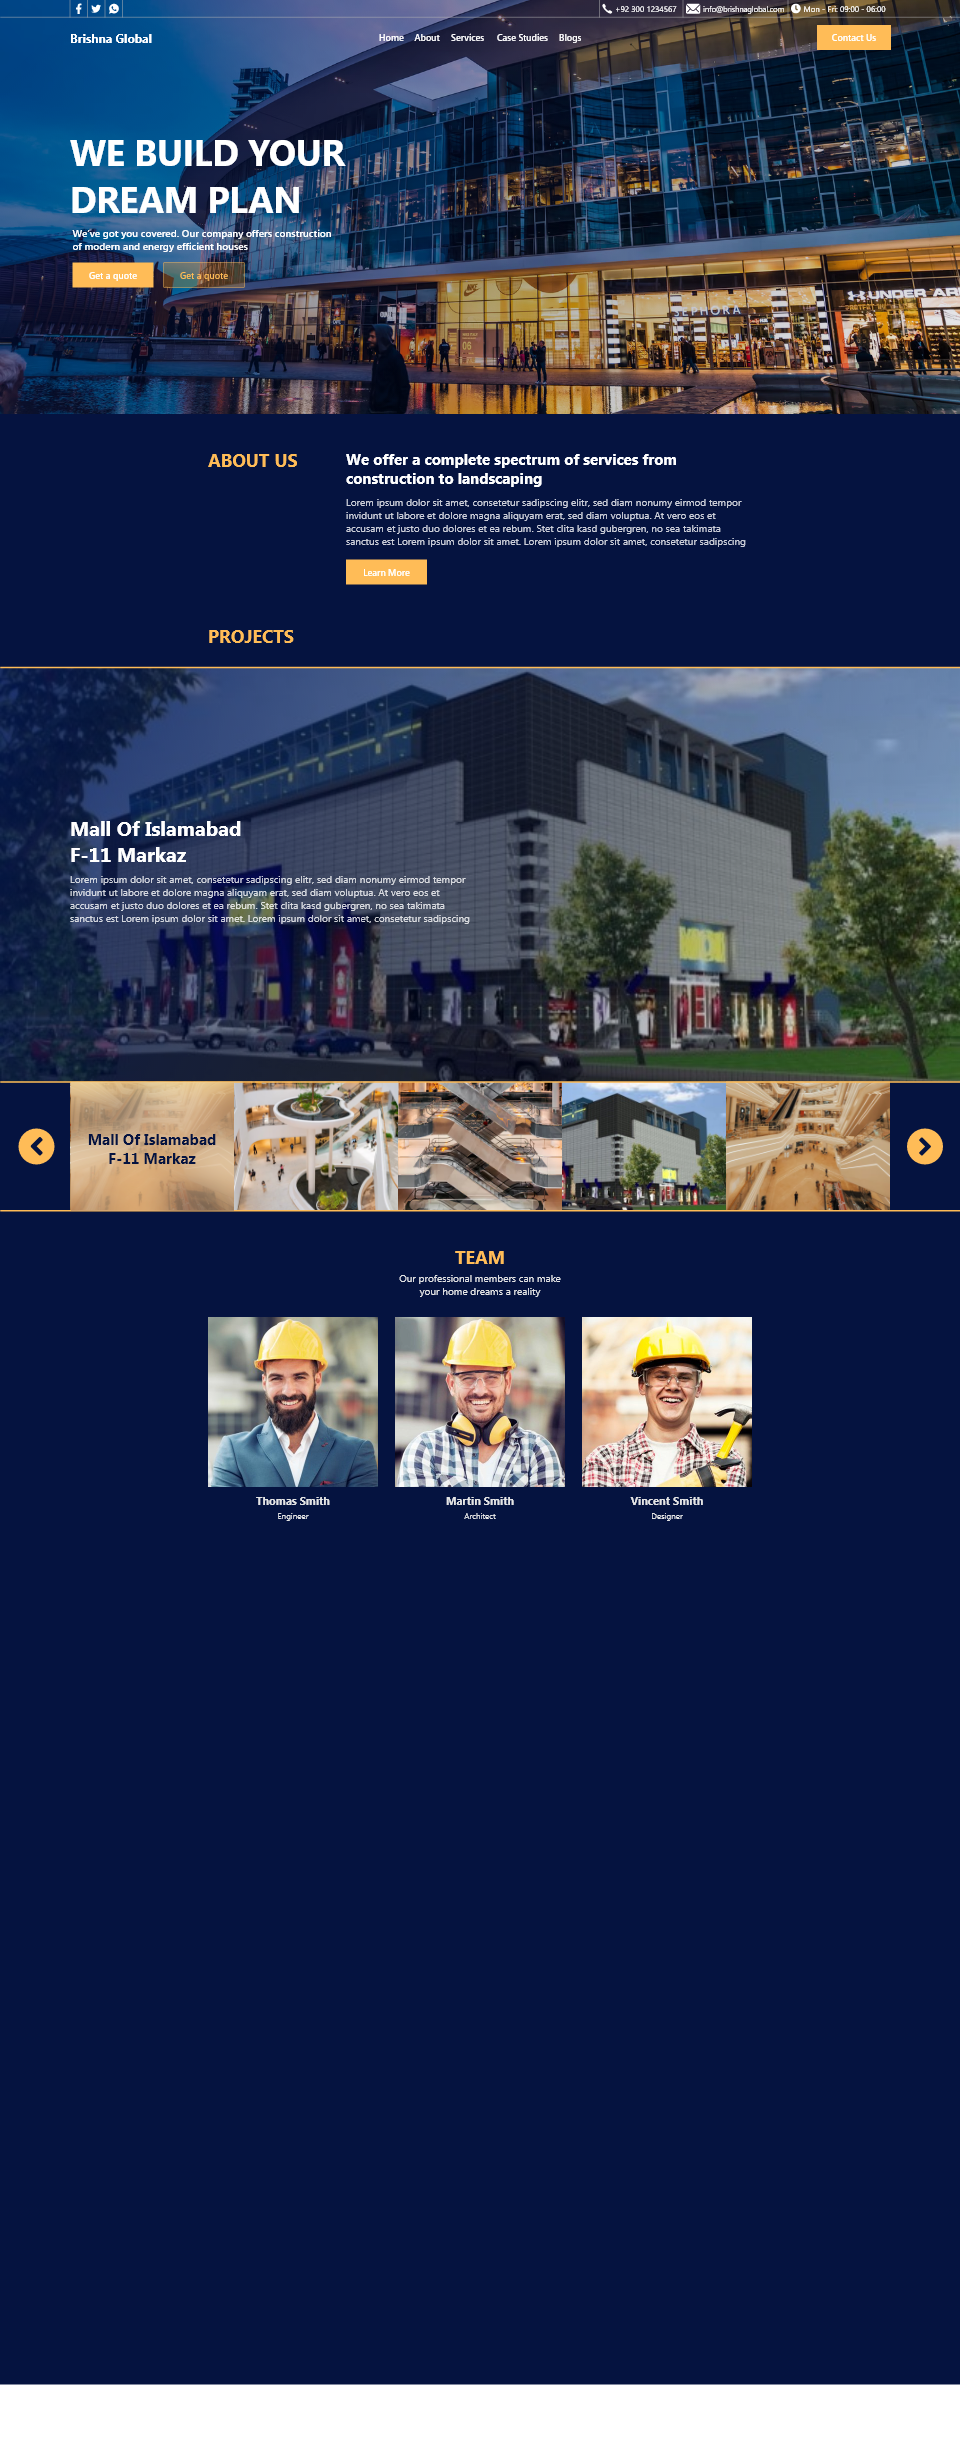 +92 300 1234567
info@brishnaglobal.com
Mon - Fri: 09:00 - 06:00
Brishna Global
Home About Services Case Studies Blogs
Contact Us
WE BUILD YOUR
DREAM PLAN
We've got you covered. Our company offers construction
of modern and energy efficient houses
Get a quote
Get a quote
SEPHORA
UNDER AR
06
ABOUT US
We offer a complete spectrum of services from
construction to landscaping
Lorem ipsum dolor sit amet, consetetur sadipscing elitr, sed diam nonumy eirmod tempor
invidunt ut labore et dolore magna aliquyam erat, sed diam voluptua. At vero eos et
accusam et justo duo dolores et ea rebum. Stet clita kasd gubergren, no sea takimata
sanctus est Lorem ipsum dolor sit amet. Lorem ipsum dolor sit amet, consetetur sadipscing
Learn More
PROJECTS
Mall Of Islamabad
F-11 Markaz
Lorem ipsum dolor sit amet, consetetur sadipscing elitr, sed diam nonumy eirmod tempor
invidunt ut labore et dolore magna aliquyam erat, sed diam voluptua. At vero eos et
accusam et justo duo dolores et ea rebum. Stet clita kasd gubergren, no sea takimata
sanctus est Lorem ipsum dolor sit amet. Lorem ipsum dolor sit amet, consetetur sadipscing
Mall Of Islamabad
F-11 Markaz
TEAM
Our professional members can make
your home dreams a reality
Thomas Smith
Engineer
Martin Smith
Architect
Vincent Smith
Designer